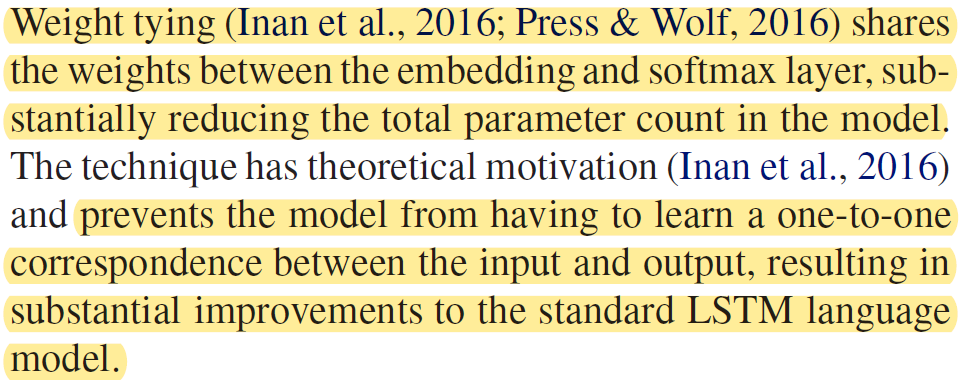 Weight tying (Inan et al., 2016; Press & Wolf, 2016) shares
the weights between the embedding and softmax layer, sub-
stantially reducing the total parameter count in the model.
The technique has theoretical motivation (Inan et al., 2016)
and prevents the model from having to learn a one-to-one
correspondence between the input and output, resulting in
substantial improvements to the standard LSTM language
model.